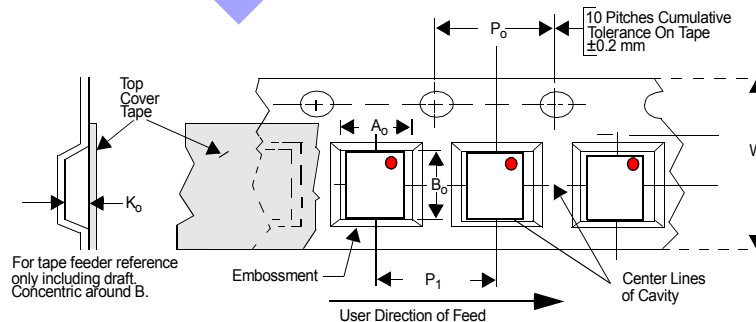 10 Pitches Cumulative
Tolerance On Tape
±0.2 mm
Po
Top
Cover
Tape
Ao
W
Bo
Ko
For tape feeder reference
only including draft.
Concentric around B.
Embossment
P1
Center Lines
of Cavity
User Direction of Feed